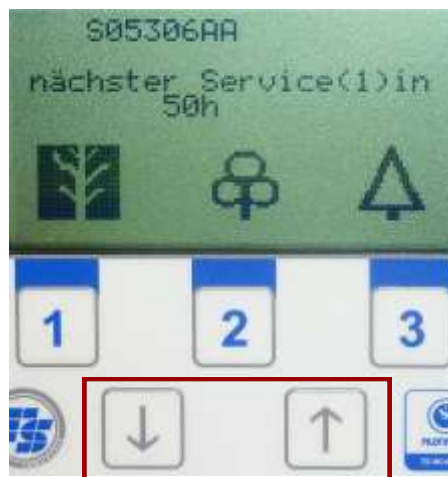 S05306AA
nächster Service(1)in
50h
1 2 3
↓ ↑